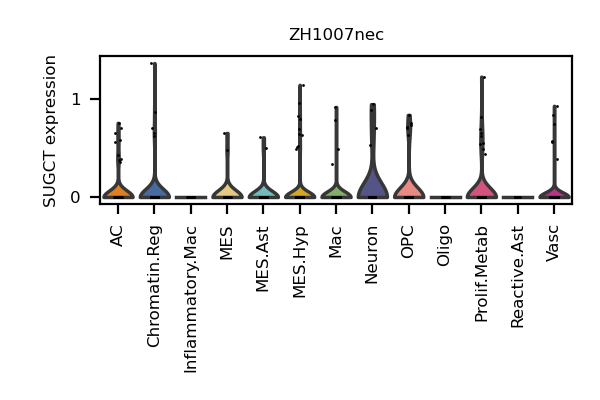 ZH1007nec
SUGCT expression
1
0
AC
Chromatin.Reg
Inflammatory.Mac
MES
MES.Ast
MES.Hyp
Mac
Neuron
OPC
Oligo
Prolif.Metab
Reactive.Ast
Vasc